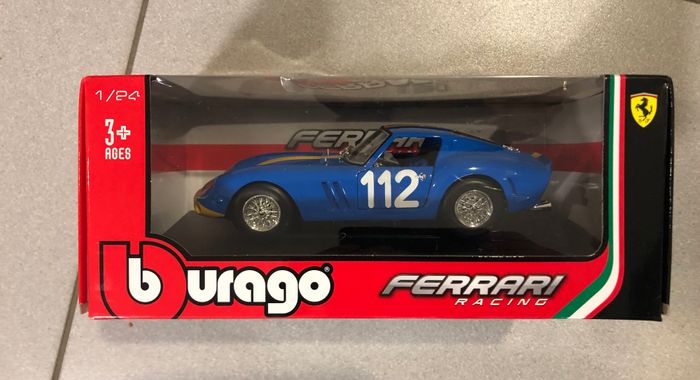 1/24
3+
AGES
FERRARI
112
burago®
FERRARI
RACING